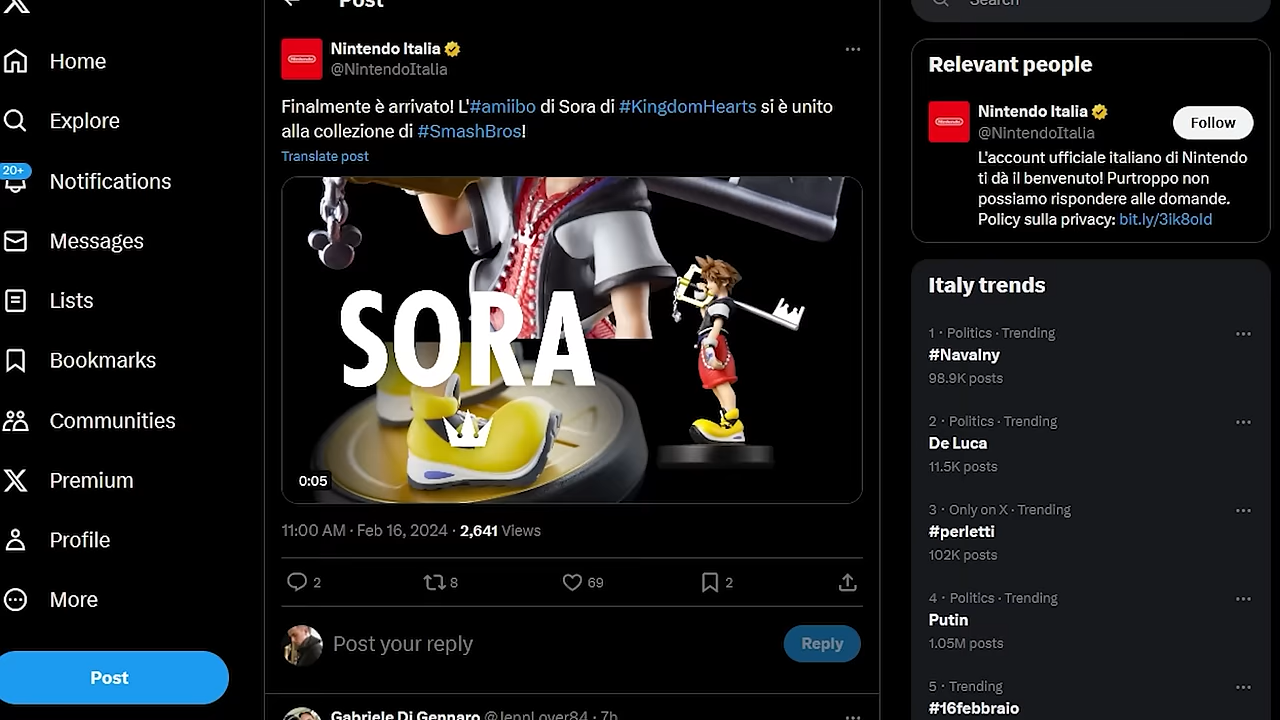 Post
Search
Home
Explore
20+
Notifications
Messages
Lists
Bookmarks
Communities
Premium
Profile
More
Post
Nintendo Italia
@NintendoItalia
Finalmente è arrivato! L'#amiibo di Sora di #KingdomHearts si è unito
alla collezione di #SmashBros!
Translate post
SORA
0:05
11:00 AM · Feb 16, 2024 · 2,641 Views
2 8 69 2
Post your reply
Reply
Gabriele Di Gennaro @JennLover84 · 7h
Relevant people
Nintendo Italia
@NintendoItalia
Follow
L'account ufficiale italiano di Nintendo
ti dà il benvenuto! Purtroppo non
possiamo rispondere alle domande.
Policy sulla privacy: bit.ly/3ik8oId
Italy trends
1 · Politics · Trending
#Navalny
98.9K posts
2 · Politics · Trending
De Luca
11.5K posts
3 · Only on X · Trending
#perletti
102K posts
4 · Politics · Trending
Putin
1.05M posts
5 · Trending
#16febbraio